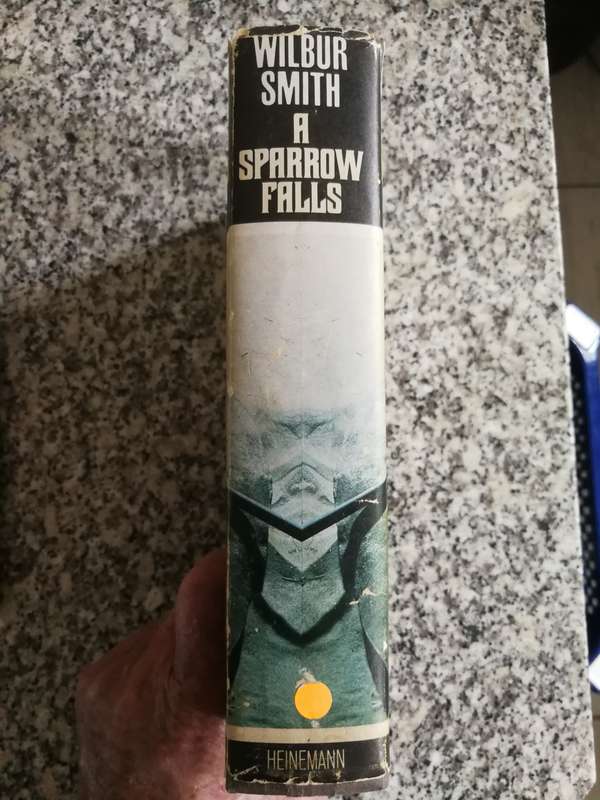 WILBUR
SMITH
A
SPARROW
FALLS
HEINEMANN